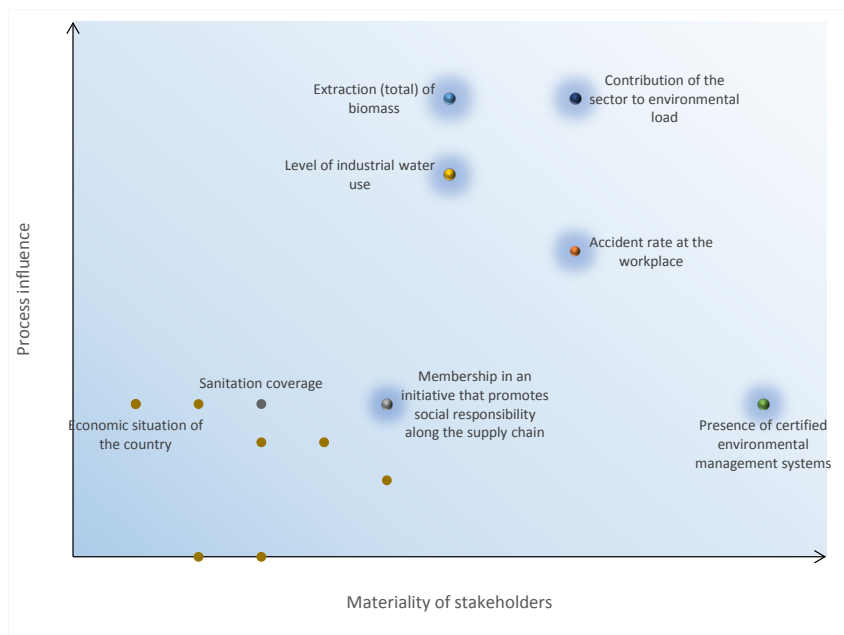 Extraction (total) of
biomass
Contribution of the
sector to environmental
load
Level of industrial water
use
Accident rate at the
workplace
Process influence
Sanitation coverage
Economic situation of
the country
Membership in an
initiative that promotes
social responsibility
along the supply chain
Presence of certified
environmental
management systems
Materiality of stakeholders